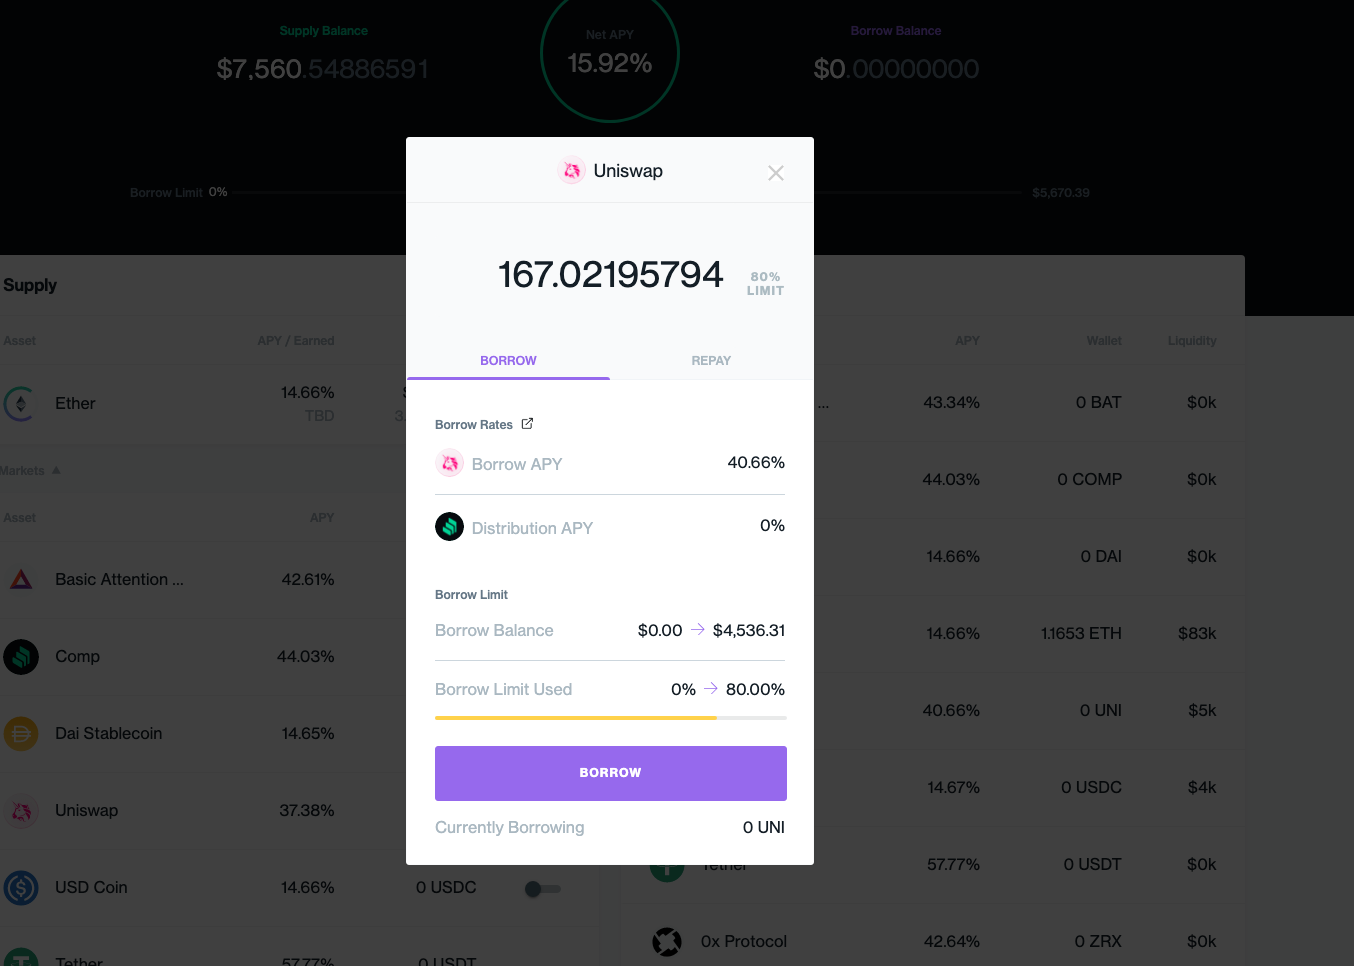 Supply Balance
Net APY
Borrow Balance
$7,560.54886591
15.92%
$0.00000000
Uniswap
Borrow Limit 0%
$5,670.39
167.02195794
80%
LIMIT
BORROW
REPAY
Borrow Rates
Borrow APY
40.66%
Distribution APY
0%
Borrow Limit
Borrow Balance
$0.00 → $4,536.31
Borrow Limit Used
0% → 80.00%
BORROW
Currently Borrowing
0 UNI
Supply
Asset
APY / Earned
Ether
14.66%
TBD
3.
Markets
Asset
APY
Basic Attention ...
42.61%
Comp
44.03%
Dai Stablecoin
14.65%
Uniswap
37.38%
USD Coin
14.66%
0 USDC
Tether
57.77%
0 USDT
APY
Wallet
Liquidity
...
43.34%
0 BAT
$0k
44.03%
0 COMP
$0k
14.66%
0 DAI
$0k
14.66%
1.1653 ETH
$83k
40.66%
0 UNI
$5k
14.67%
0 USDC
$4k
Tether
57.77%
0 USDT
$0k
0x Protocol
42.64%
0 ZRX
$0k